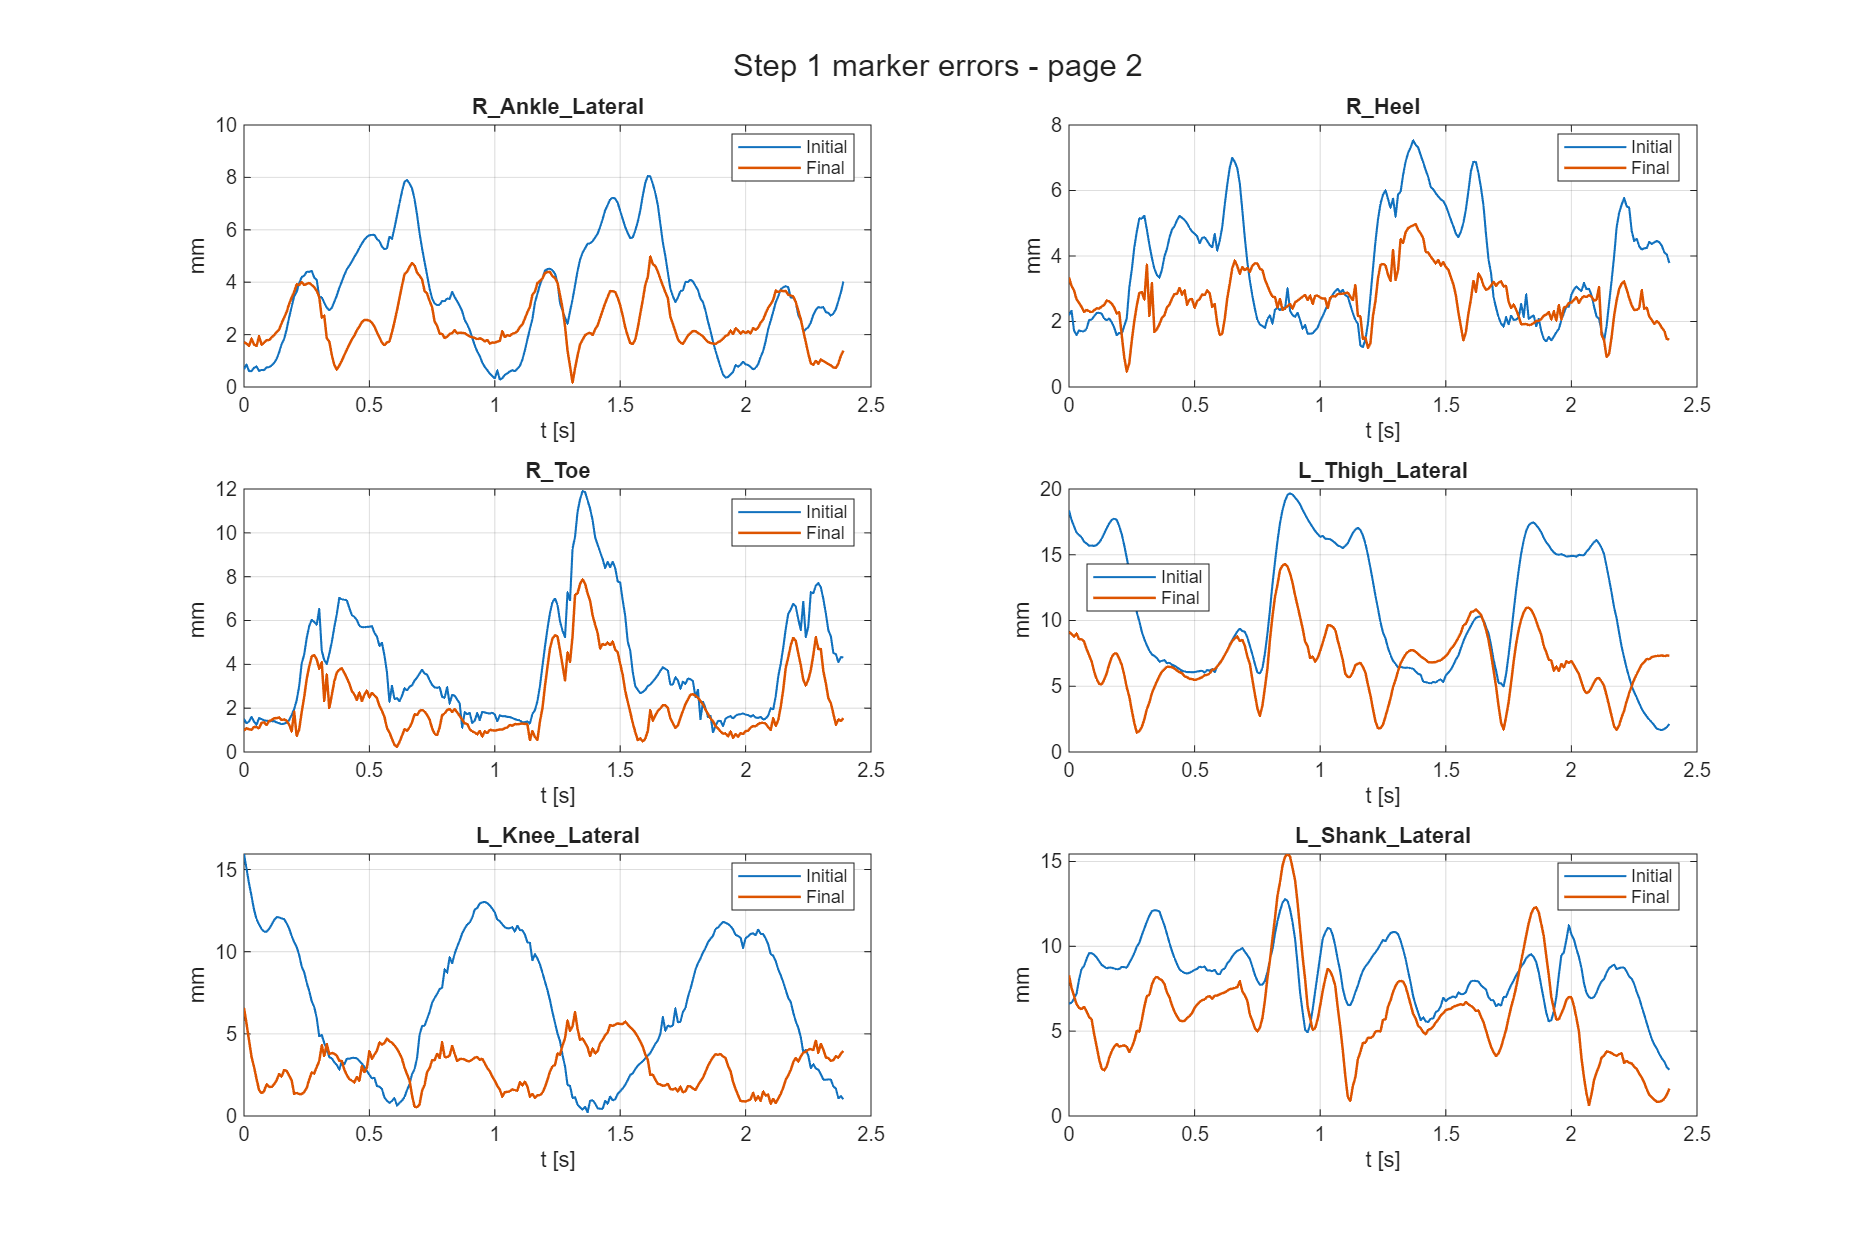 Step 1 marker errors - page 2
R_Ankle_Lateral
10
8
6
4
2
0
mm
0 0.5 1 1.5 2 2.5
t [s]
Initial
Final
R_Heel
8
6
4
2
0
mm
0 0.5 1 1.5 2 2.5
t [s]
Initial
Final
R_Toe
12
10
8
6
4
2
0
mm
0 0.5 1 1.5 2 2.5
t [s]
Initial
Final
L_Thigh_Lateral
20
15
10
5
0
mm
0 0.5 1 1.5 2 2.5
t [s]
Initial
Final
L_Knee_Lateral
15
10
5
0
mm
0 0.5 1 1.5 2 2.5
t [s]
Initial
Final
L_Shank_Lateral
15
10
5
0
mm
0 0.5 1 1.5 2 2.5
t [s]
Initial
Final